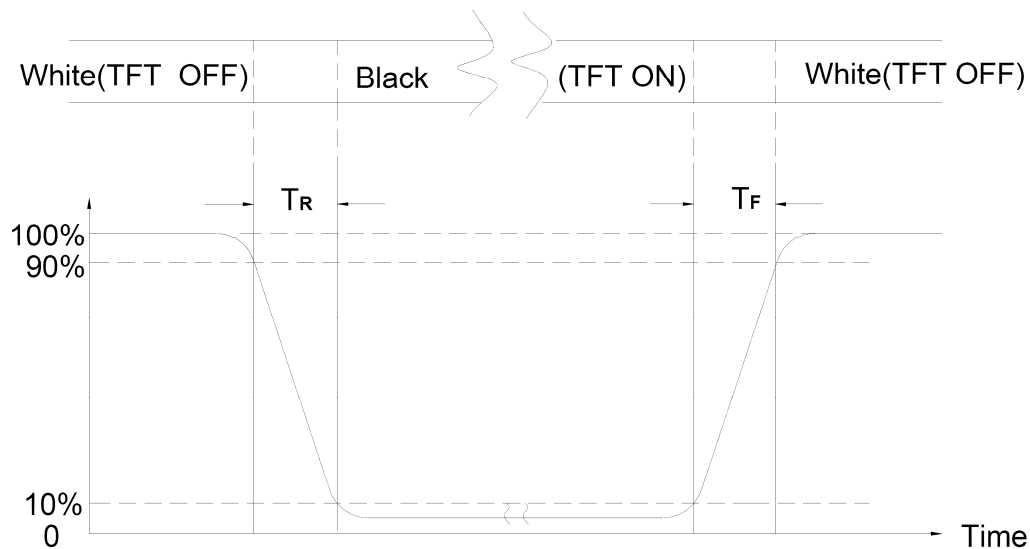 White(TFT OFF) Black (TFT ON) White(TFT OFF)
TR TF
100%
90%
10%
0 Time